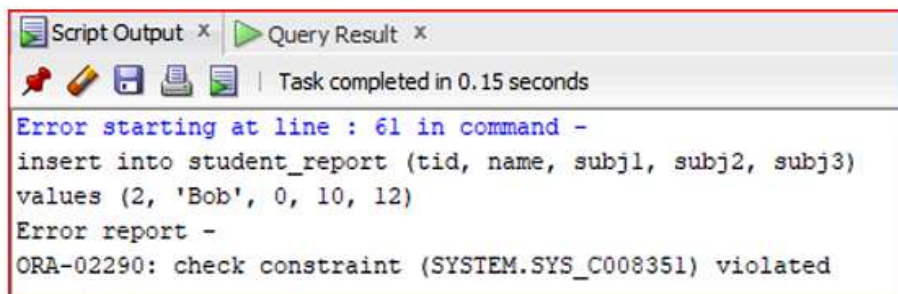 Script Output x Query Result x
Task completed in 0.15 seconds
Error starting at line : 61 in command -
insert into student_report (tid, name, subj1, subj2, subj3)
values (2, 'Bob', 0, 10, 12)
Error report -
ORA-02290: check constraint (SYSTEM.SYS_C008351) violated